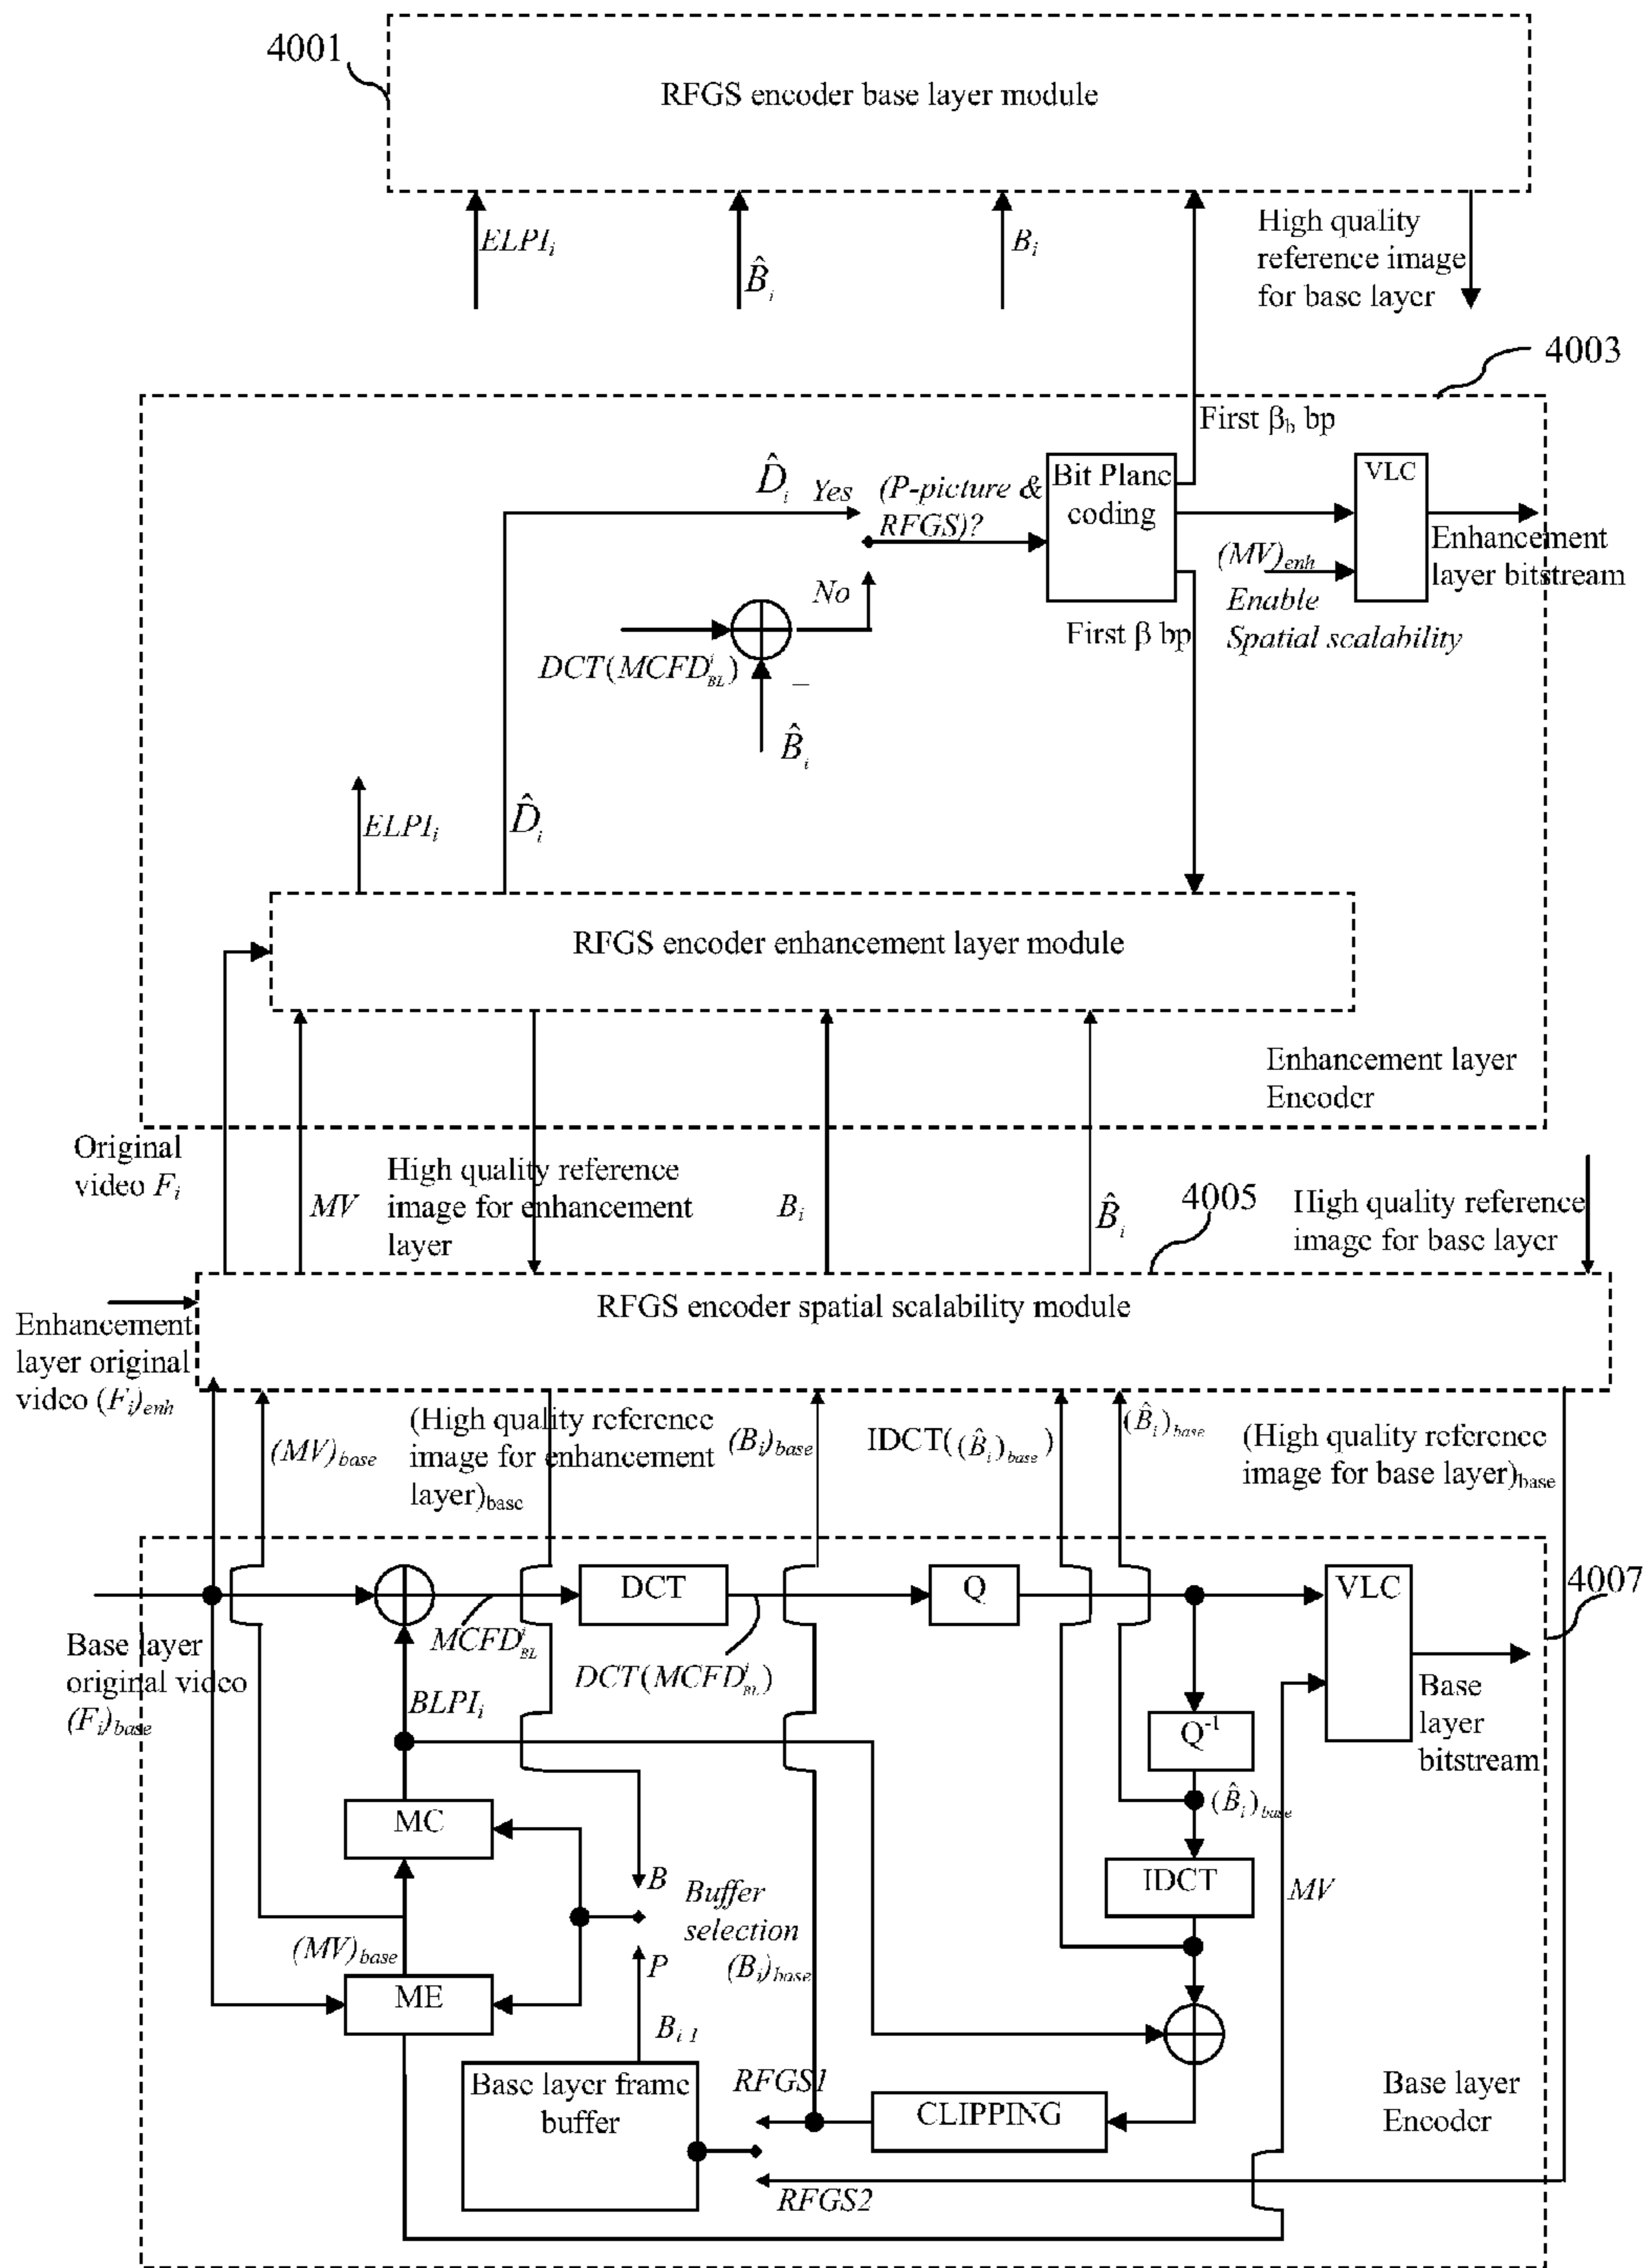 4001
RFGS encoder base layer module
ELPI_i
B̂_i
B_i
High quality
reference image
for base layer
4003
First β_b bp
D̂_i
Yes
(P-picture &
RFGS)?
Bit Plane
coding
VLC
Enhancement
layer bitstream
(MV)_enh
Enable
Spatial scalability
No
First β bp
DCT(MCFD^i_BL)
–
B̂_i
ELPI_i
D̂_i
RFGS encoder enhancement layer module
Enhancement layer
Encoder
Original
video F_i
MV
High quality reference
image for enhancement
layer
B_i
B̂_i
4005
High quality reference
image for base layer
RFGS encoder spatial scalability module
Enhancement
layer original
video (F_i)_enh
(MV)_base
(High quality reference
image for enhancement
layer)_base
(B_i)_base
IDCT((B̂_i)_base)
(B̂_i)_base
(High quality reference
image for base layer)_base
4007
DCT
Q
VLC
Base layer
original video
(F_i)_base
MCFD^i_BL
DCT(MCFD^i_BL)
BLPI_i
Q^-1
Base
layer
bitstream
(B̂_i)_base
MC
IDCT
MV
B
Buffer
selection
(MV)_base
P
(B_i)_base
ME
B_i 1
Base layer frame
buffer
RFGS1
CLIPPING
Base layer
Encoder
RFGS2